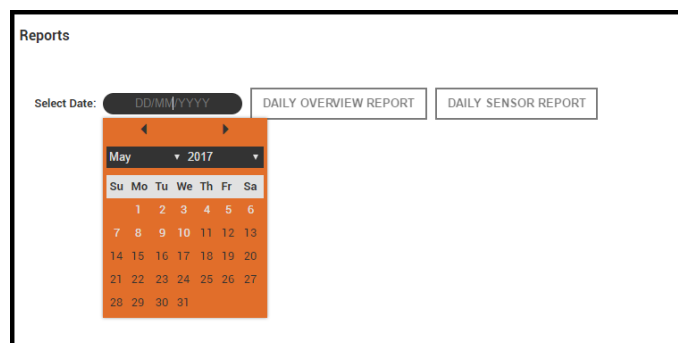 Reports
Select Date: DD/MM/YYYY DAILY OVERVIEW REPORT DAILY SENSOR REPORT
May 2017
Su Mo Tu We Th Fr Sa
1 2 3 4 5 6
7 8 9 10 11 12 13
14 15 16 17 18 19 20
21 22 23 24 25 26 27
28 29 30 31